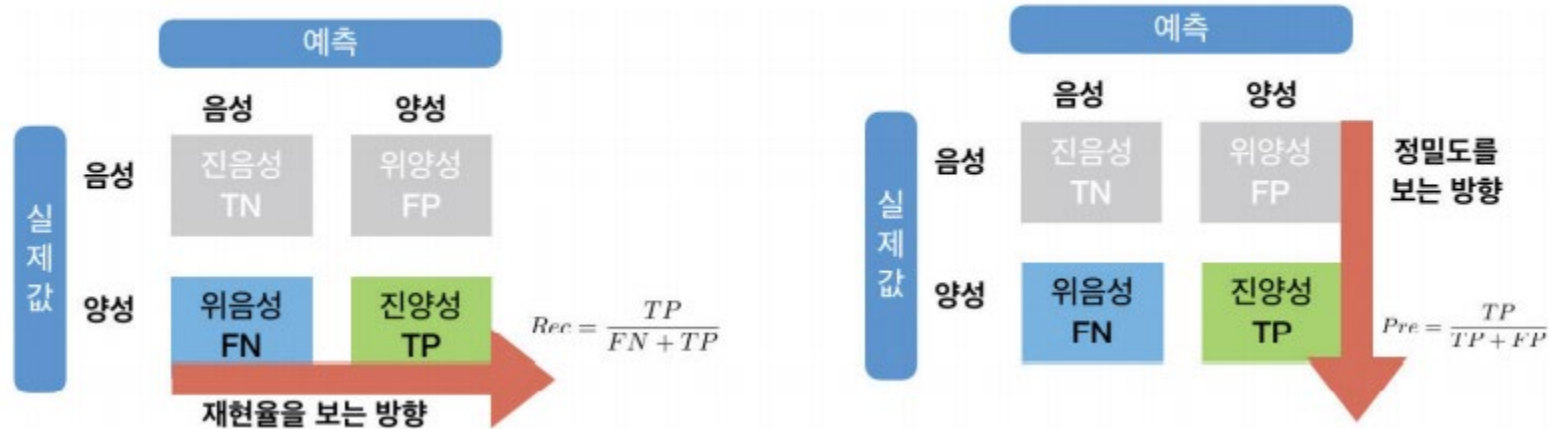 예측
음성 양성
실제값
음성
진음성 위양성
TN FP
양성
위음성 진양성
FN TP
Rec = TP / FN + TP
재현율을 보는 방향
예측
음성 양성
실제값
음성
진음성 위양성
TN FP
정밀도를
보는 방향
양성
위음성 진양성
FN TP
Pre = TP / TP + FP